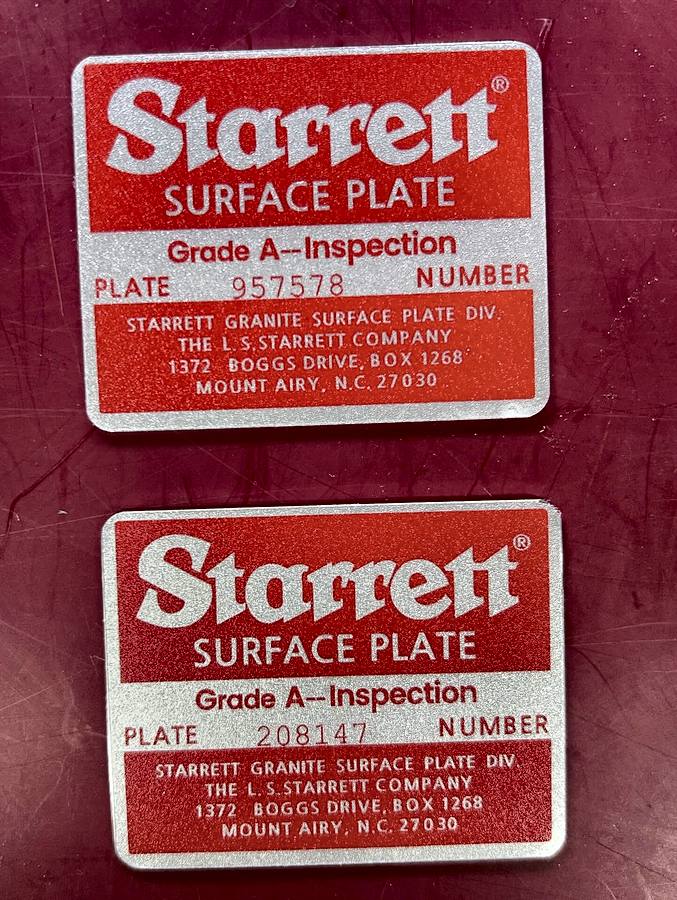 Starrett®
SURFACE PLATE
Grade A--Inspection
PLATE 957578 NUMBER
STARRETT GRANITE SURFACE PLATE DIV.
THE L.S.STARRETT COMPANY
1372 BOGGS DRIVE, BOX 1268
MOUNT AIRY, N.C. 27030
Starrett®
SURFACE PLATE
Grade A--Inspection
PLATE 208147 NUMBER
STARRETT GRANITE SURFACE PLATE DIV.
THE L.S.STARRETT COMPANY
1372 BOGGS DRIVE, BOX 1268
MOUNT AIRY, N.C. 27030